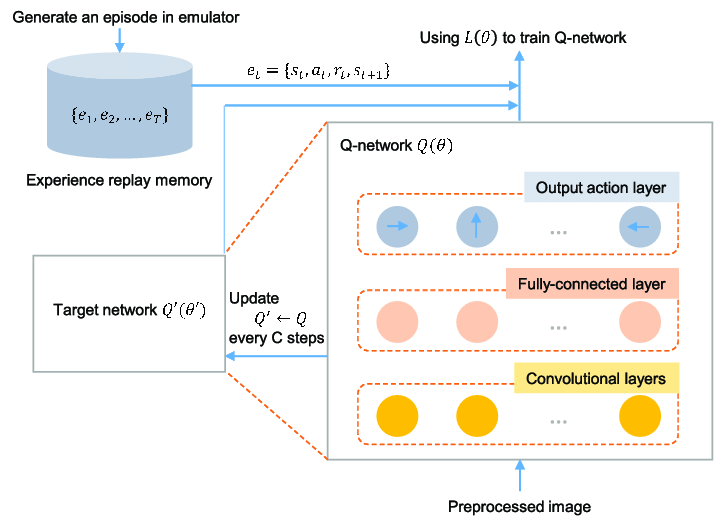 Generate an episode in emulator
Using L(θ) to train Q-network
e_t = {s_t, a_t, r_t, s_{t+1}}
{e_1, e_2, ..., e_T}
Experience replay memory
Q-network Q(θ)
Output action layer
...
Fully-connected layer
...
Convolutional layers
...
Target network Q'(θ')
Update
Q' ← Q
every C steps
Preprocessed image